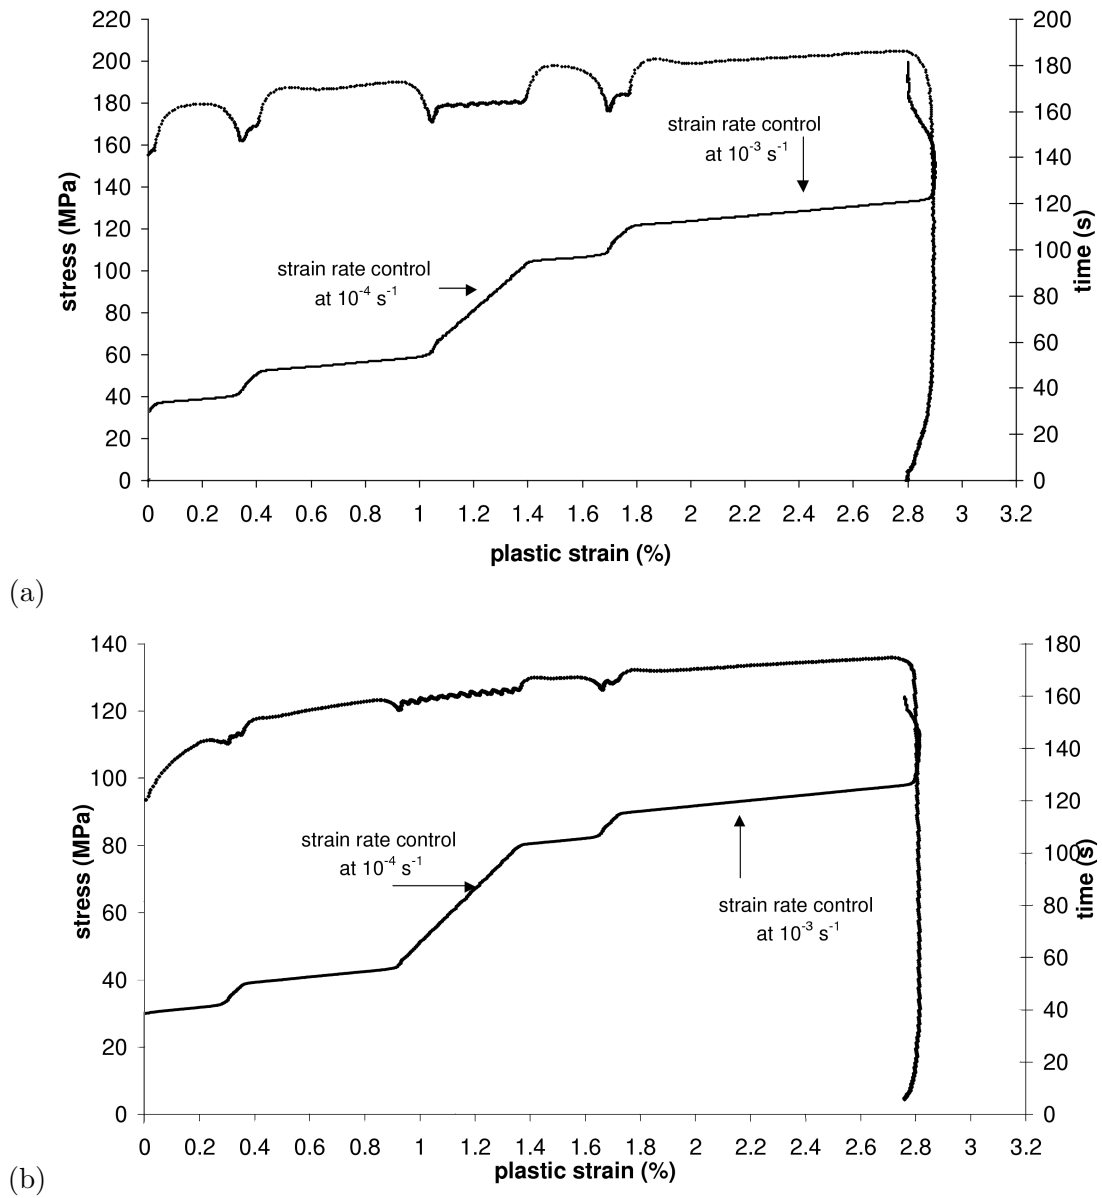 220 200
200 180
180 160
160 140
140 120
120 100
100 80
80 60
60 40
40 20
20 0
0
stress (MPa)
time (s)
strain rate control
at 10⁻³ s⁻¹
strain rate control
at 10⁻⁴ s⁻¹
0 0.2 0.4 0.6 0.8 1 1.2 1.4 1.6 1.8 2 2.2 2.4 2.6 2.8 3 3.2
plastic strain (%)
(a)
140 180
120 160
100 140
80 120
60 100
40 80
20 60
0 40
20
0
stress (MPa)
time (s)
strain rate control
at 10⁻⁴ s⁻¹
strain rate control
at 10⁻³ s⁻¹
0 0.2 0.4 0.6 0.8 1 1.2 1.4 1.6 1.8 2 2.2 2.4 2.6 2.8 3 3.2
plastic strain (%)
(b)